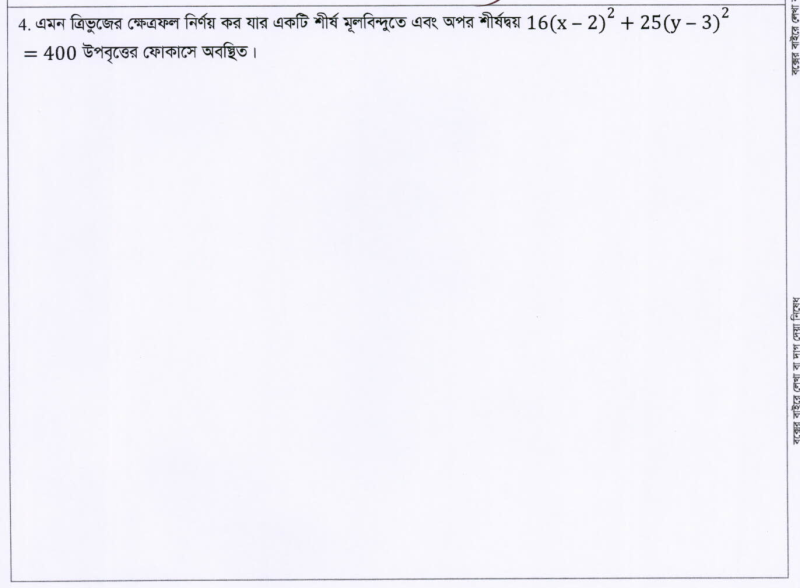 4. এমন ত্রিভুজের ক্ষেত্রফল নির্ণয় কর যার একটি শীর্ষ মূলবিন্দুতে এবং অপর শীর্ষদ্বয় 16(x – 2)² + 25(y – 3)²
= 400 উপবৃত্তের ফোকাসে অবস্থিত।
বক্সের বাইরে লেখা বা দাগ দেয়া নিষেধ
বক্সের বাইরে লেখা